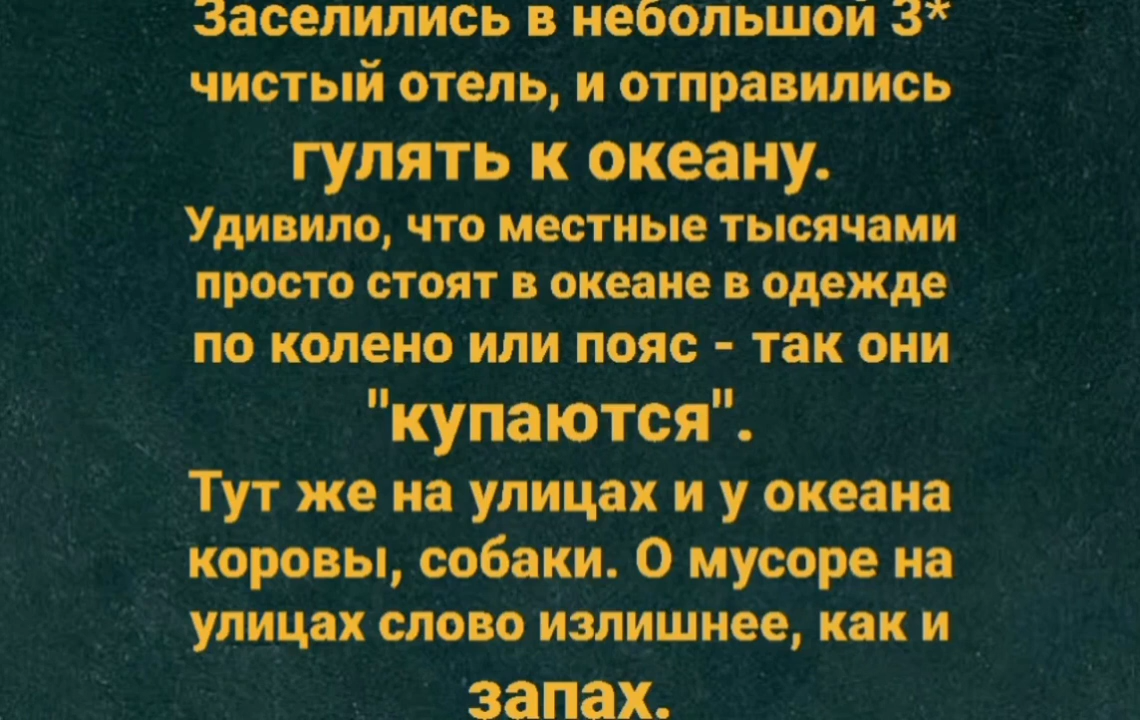 Заселились в небольшой 3*
чистый отель, и отправились
гулять к океану.
Удивило, что местные тысячами
просто стоят в океане в одежде
по колено или пояс - так они
"купаются".
Тут же на улицах и у океана
коровы, собаки. О мусоре на
улицах слово излишнее, как и
запах.